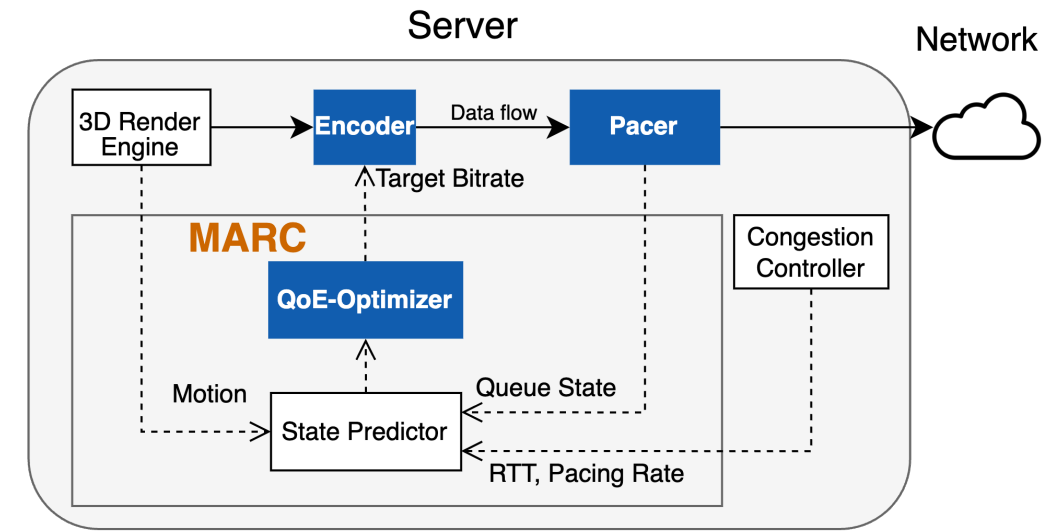 Server
Network
3D Render
Engine
Encoder
Data flow
Pacer
Target Bitrate
MARC
Congestion
Controller
QoE-Optimizer
Motion
Queue State
State Predictor
RTT, Pacing Rate